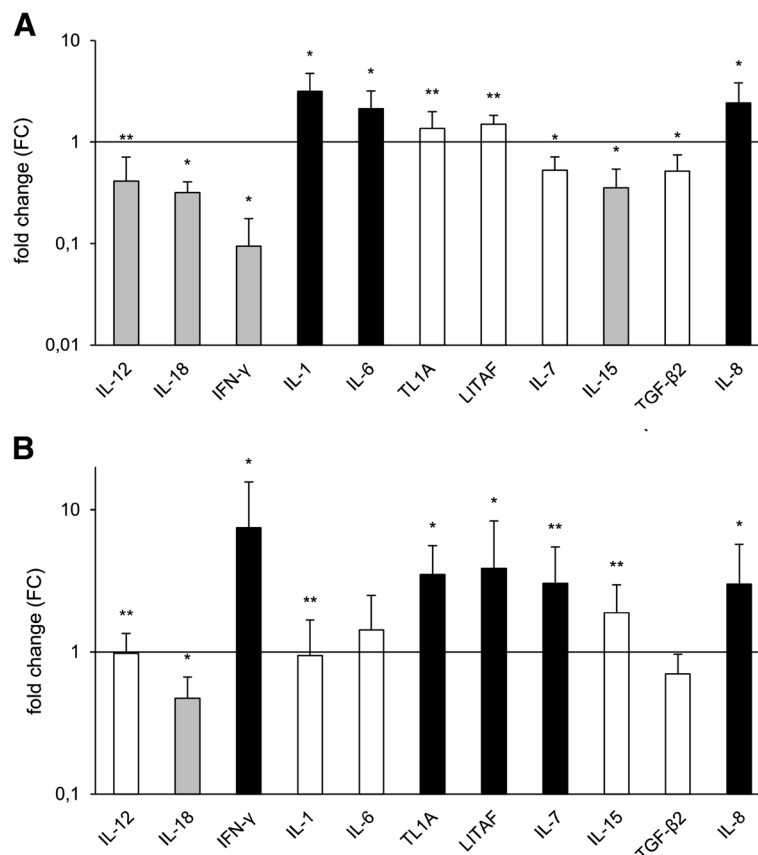 A
fold change (FC)
10
1
0,1
0,01
** * * * * ** ** * * * *
IL-12 IL-18 IFN-γ IL-1 IL-6 TL1A LITAF IL-7 IL-15 TGF-β2 IL-8
B
fold change (FC)
10
1
0,1
** * * ** * * ** ** *
IL-12 IL-18 IFN-γ IL-1 IL-6 TL1A LITAF IL-7 IL-15 TGF-β2 IL-8